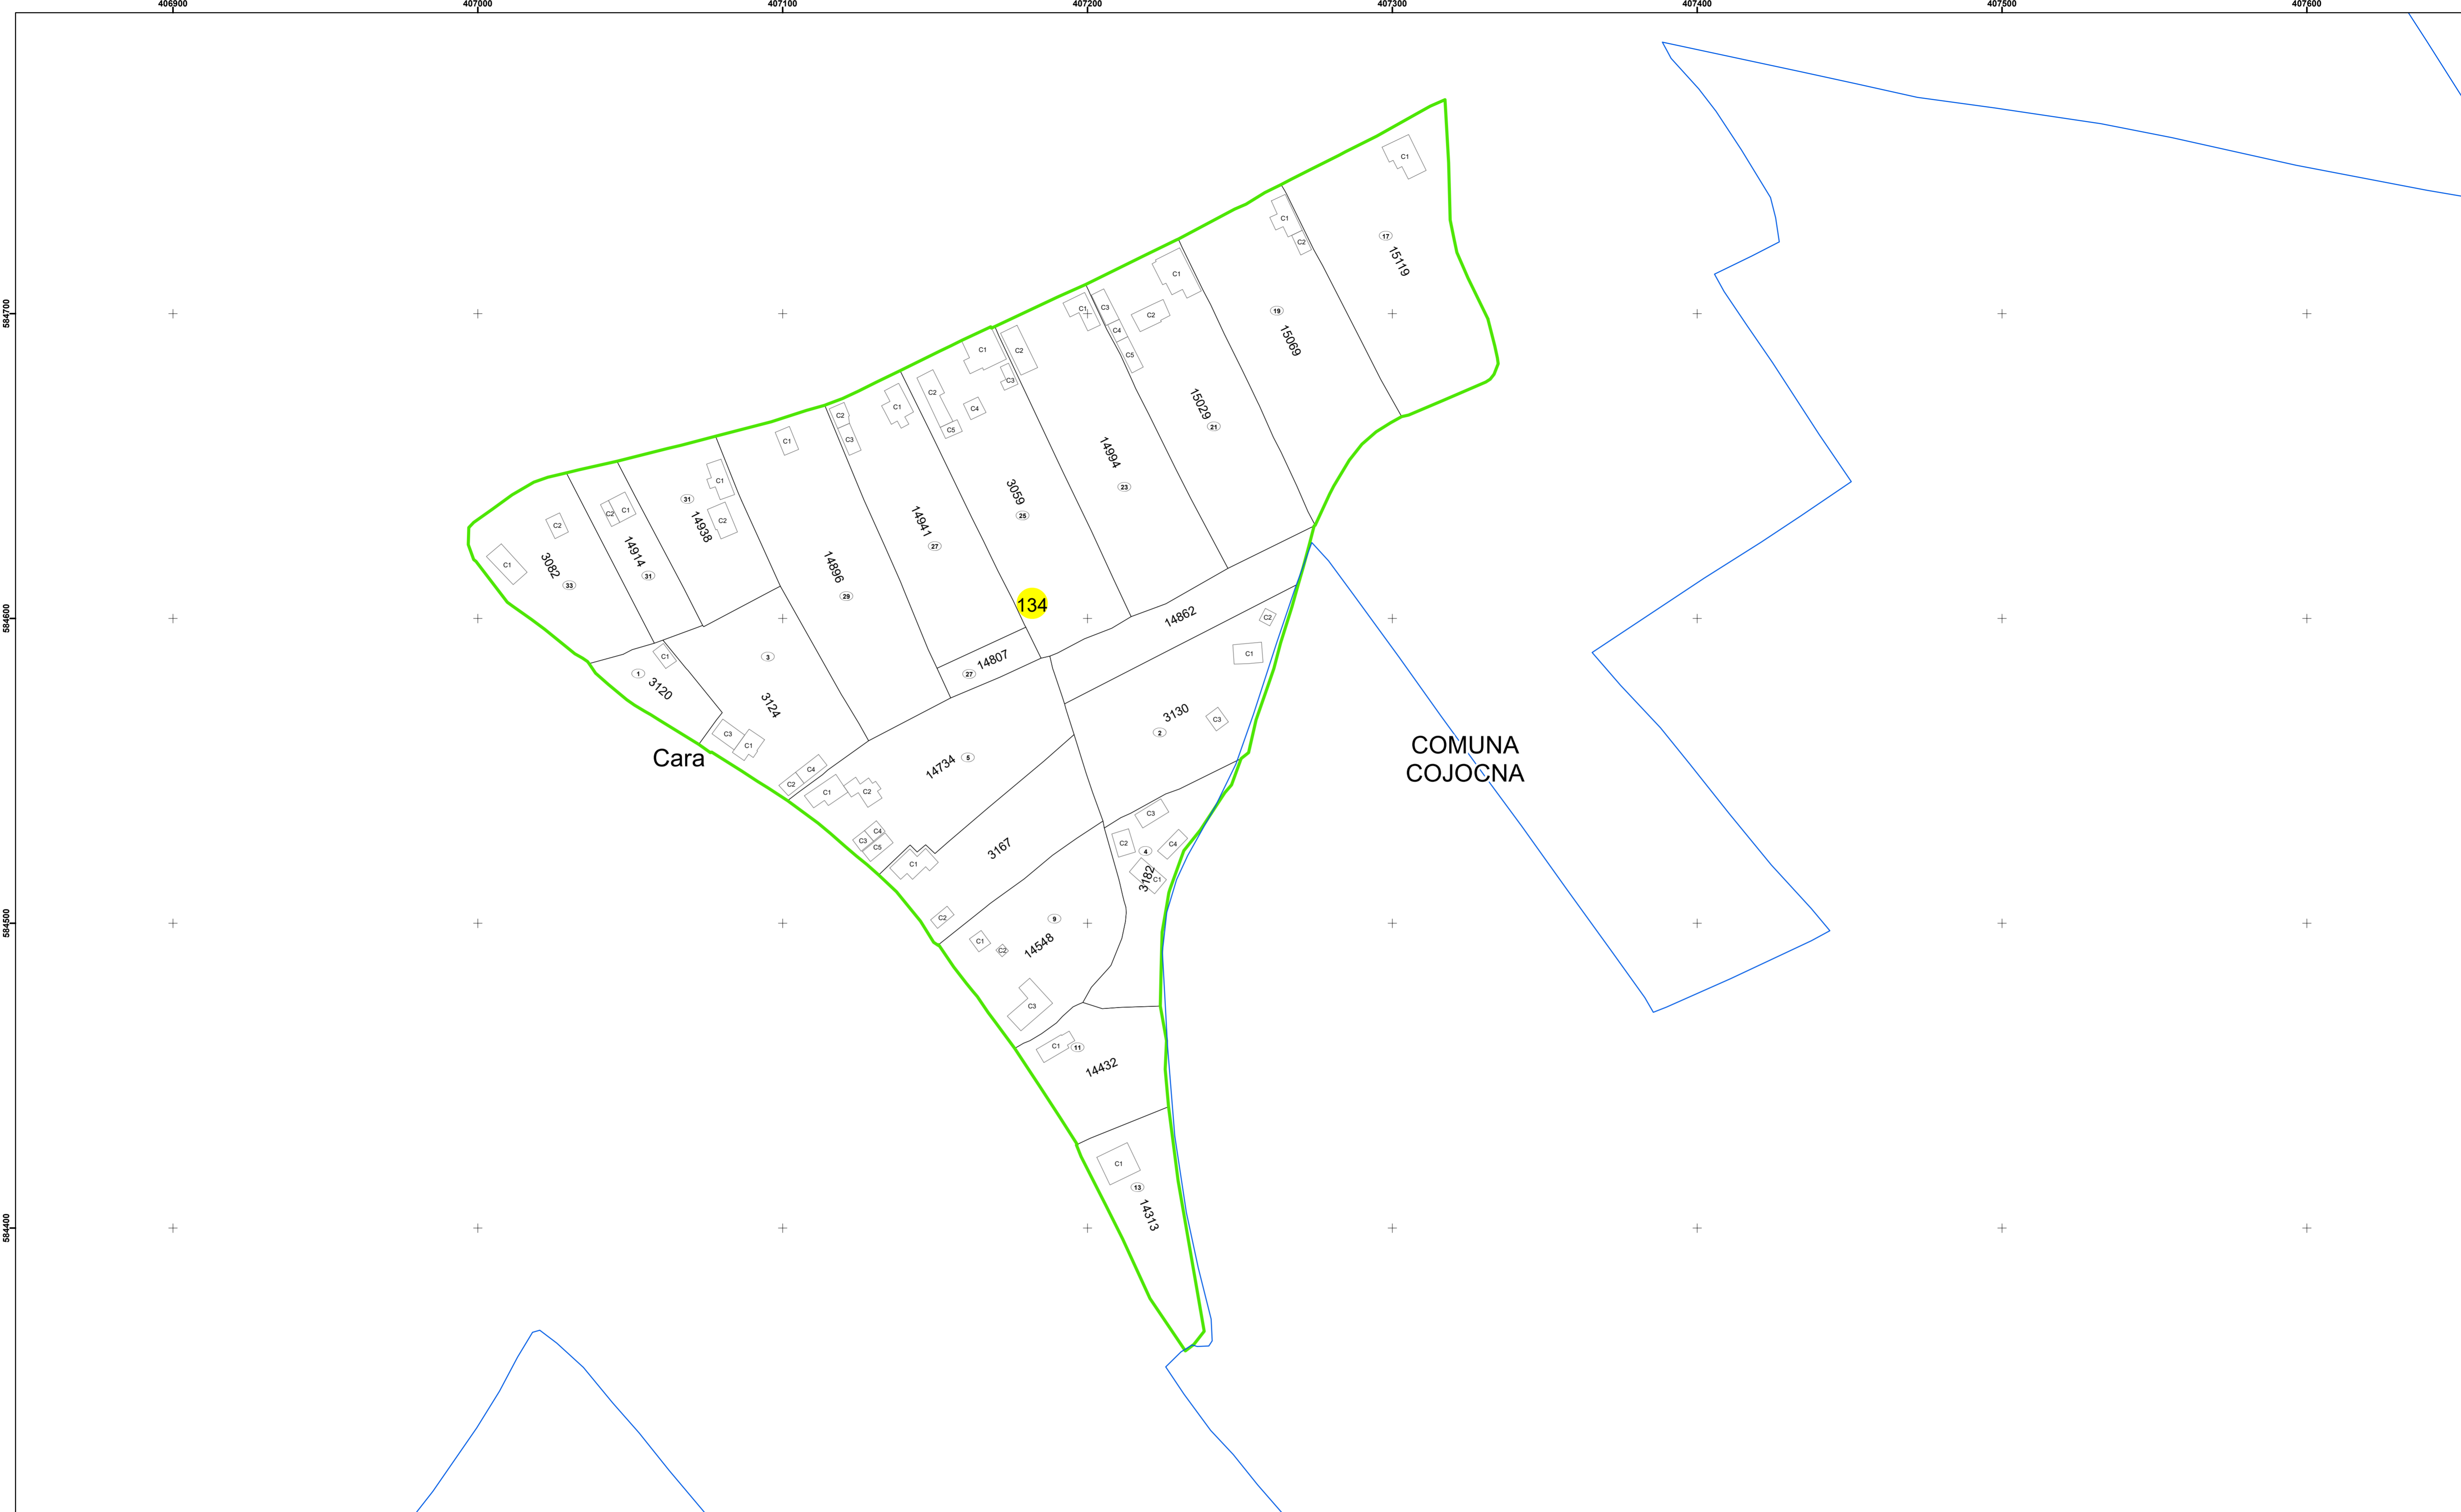 406900 407000 407100 407200 407300 407400 407500 407600
584700
584600
584500
584400
C1
17
15119
C1
C2
19
15069
C1
C2
C3
C4
C5
15029
21
C1
14994
23
C2
C3
3059
25
C1
C2
C4
C5
14941
27
C1
C2
C3
14896
29
C1
31
14938
C1
C2
14914
31
C1
C2
3082
33
C1
C2
134
14807
27
14862
3120
1
C1
3124
3
C1
C3
C2
C4
Cara
14734
5
C1
C2
C3
C4
C5
3130
2
C1
C2
C3
COMUNA
COJOCNA
3167
C1
C2
3182
4
C1
C2
C3
C4
14548
9
C1
C2
C3
14432
11
C1
14313
13
C1